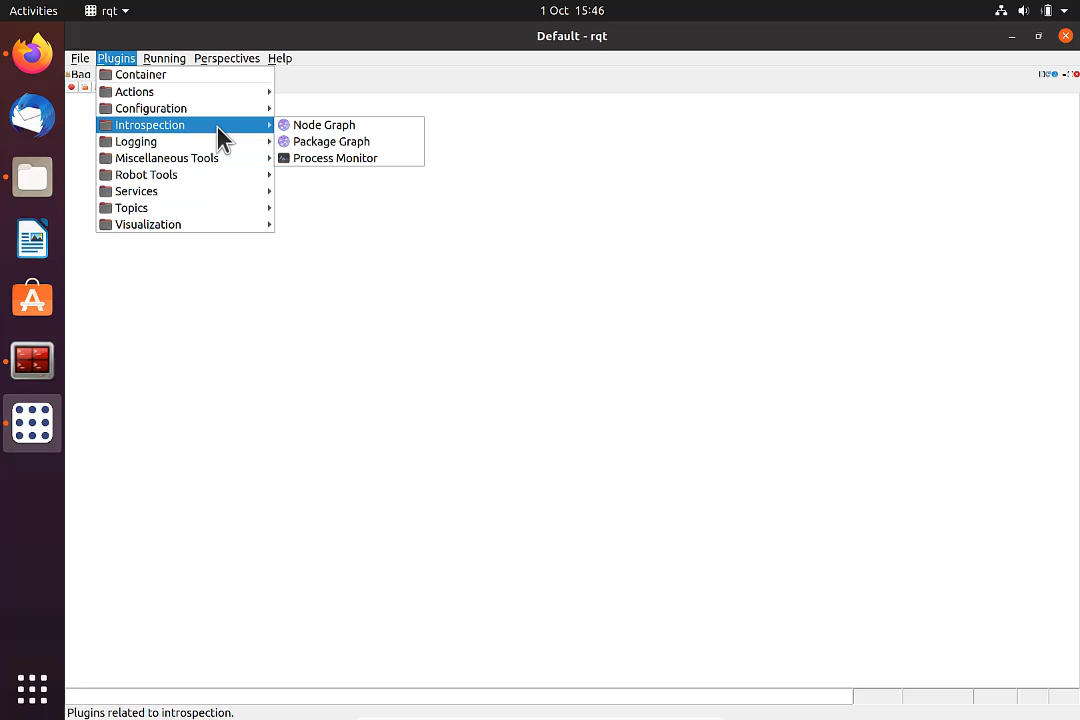 Activities
rqt
1 Oct 15:46
Default - rqt
File Plugins Running Perspectives Help
Bag
Container
Actions
Configuration
Introspection
Node Graph
Logging
Package Graph
Miscellaneous Tools
Process Monitor
Robot Tools
Services
Topics
Visualization
Plugins related to introspection.